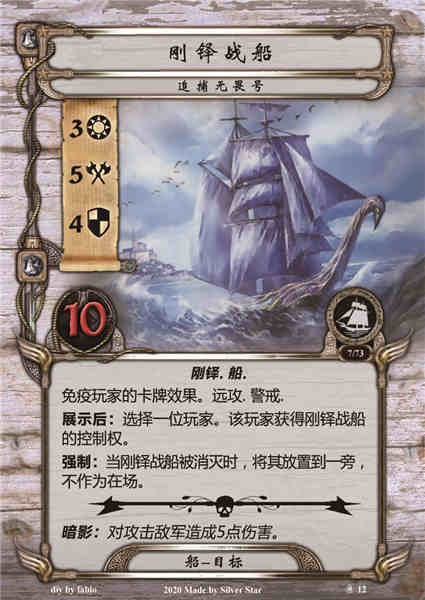 刚铎战船
追捕无畏号
3
5
4
10
7/73
刚铎.船.
免疫玩家的卡牌效果。远攻.警戒.
展示后：选择一位玩家。该玩家获得刚铎战船
的控制权。
强制：当刚铎战船被消灭时，将其放置到一旁，
不作为在场。
暗影：对攻击敌军造成5点伤害。
船-目标
diy by fabio
2020 Made by Silver Star
12